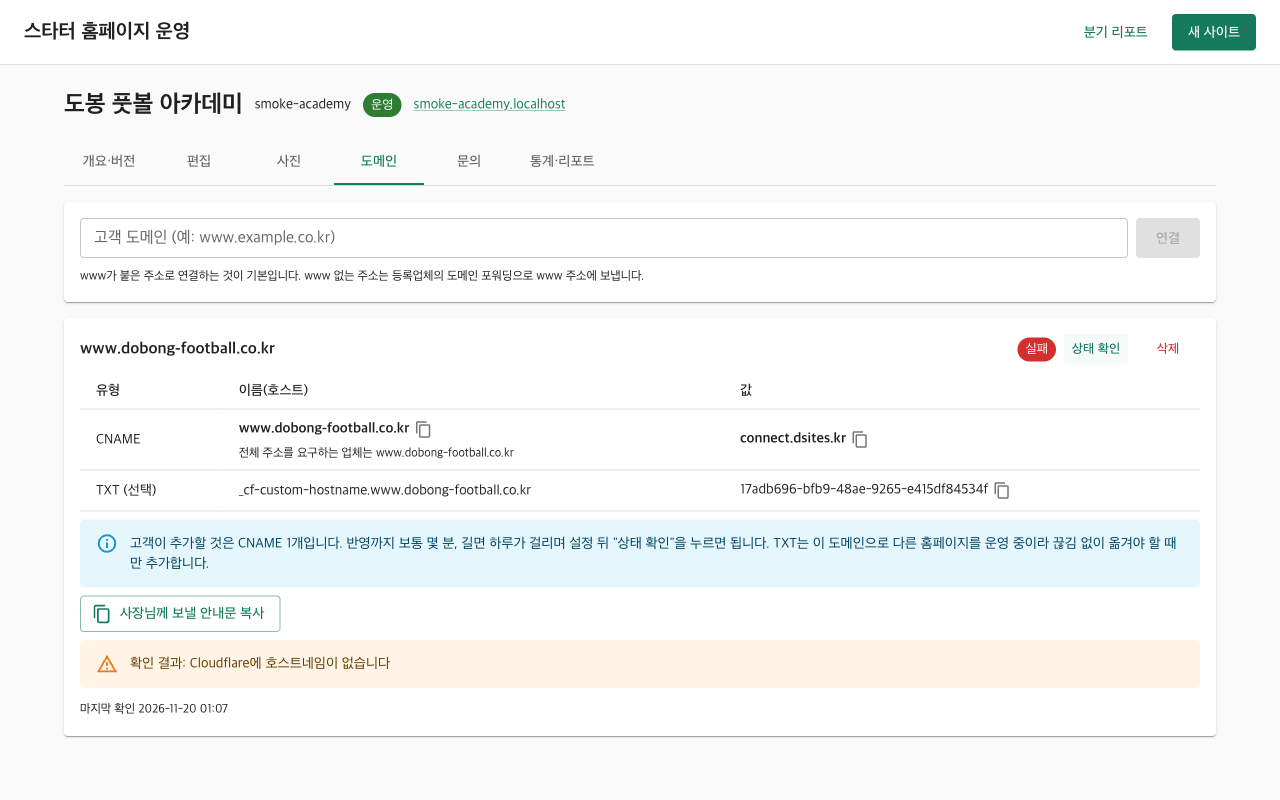 스타터 홈페이지 운영
분기 리포트
새 사이트
도봉 풋볼 아카데미 smoke-academy 운영 smoke-academy.localhost
개요·버전 편집 사진 도메인 문의 통계·리포트
고객 도메인 (예: www.example.co.kr)
연결
www가 붙은 주소로 연결하는 것이 기본입니다. www 없는 주소는 등록업체의 도메인 포워딩으로 www 주소에 보냅니다.
www.dobong-football.co.kr
실패 상태 확인 삭제
유형 이름(호스트) 값
CNAME
www.dobong-football.co.kr
전체 주소를 요구하는 업체는 www.dobong-football.co.kr
connect.dsites.kr
TXT (선택) _cf-custom-hostname.www.dobong-football.co.kr 17adb696-bfb9-48ae-9265-e415df84534f
고객이 추가할 것은 CNAME 1개입니다. 반영까지 보통 몇 분, 길면 하루가 걸리며 설정 뒤 "상태 확인"을 누르면 됩니다. TXT는 이 도메인으로 다른 홈페이지를 운영 중이라 끊김 없이 옮겨야 할 때
만 추가합니다.
사장님께 보낼 안내문 복사
확인 결과: Cloudflare에 호스트네임이 없습니다
마지막 확인 2026-11-20 01:07